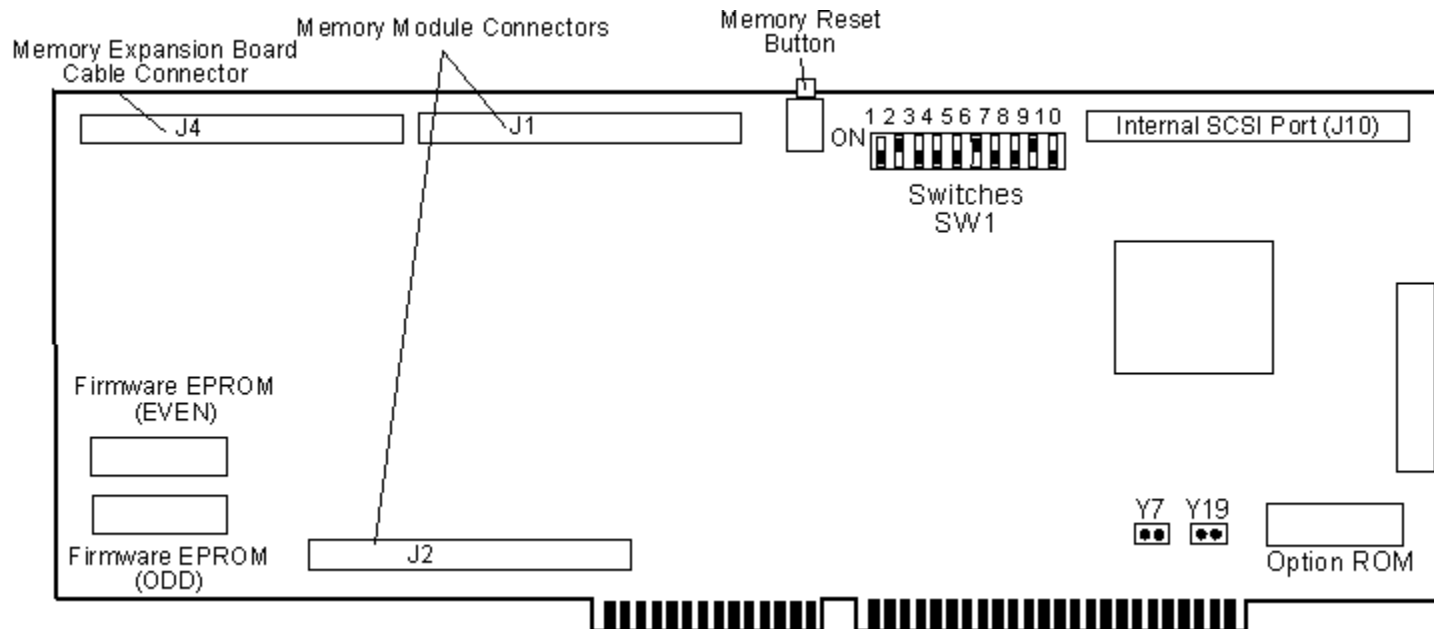 Memory Expansion Board
Cable Connector
Memory Module Connectors
Memory Reset
Button
J4
J1
ON
1 2 3 4 5 6 7 8 9 10
Switches
SW1
Internal SCSI Port (J10)
Firmware EPROM
(EVEN)
Firmware EPROM
(ODD)
J2
Y7
Y19
Option ROM